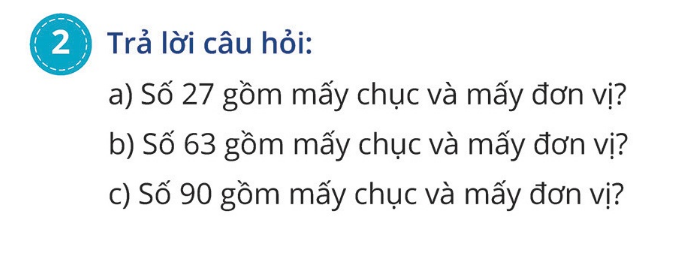 2 Trả lời câu hỏi:
a) Số 27 gồm mấy chục và mấy đơn vị?
b) Số 63 gồm mấy chục và mấy đơn vị?
c) Số 90 gồm mấy chục và mấy đơn vị?